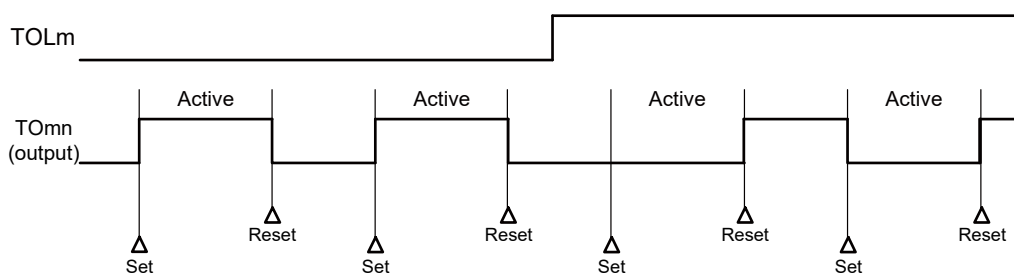 TOLm
Active Active Active Active
TOmn
(output)
Reset Reset Reset Reset
Set Set Set Set